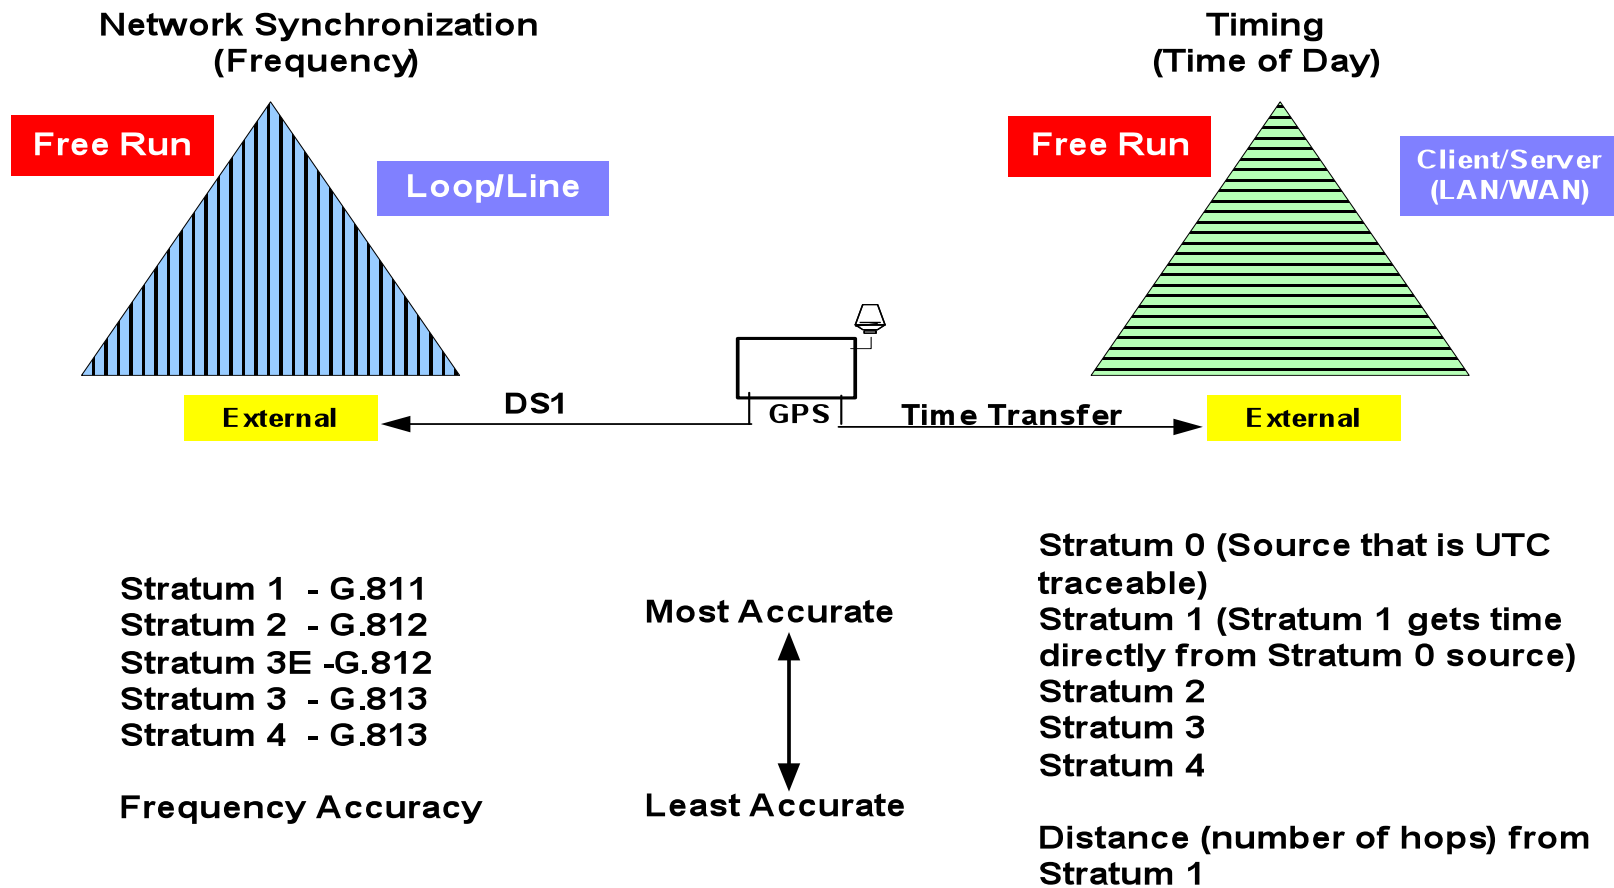 Network Synchronization
(Frequency)
Timing
(Time of Day)
Free Run
Loop/Line
Free Run
Client/Server
(LAN/WAN)
External
DS1
GPS
Time Transfer
External
Stratum 1 - G.811
Stratum 2 - G.812
Stratum 3E -G.812
Stratum 3 - G.813
Stratum 4 - G.813
Frequency Accuracy
Most Accurate
Least Accurate
Stratum 0 (Source that is UTC
traceable)
Stratum 1 (Stratum 1 gets time
directly from Stratum 0 source)
Stratum 2
Stratum 3
Stratum 4
Distance (number of hops) from
Stratum 1